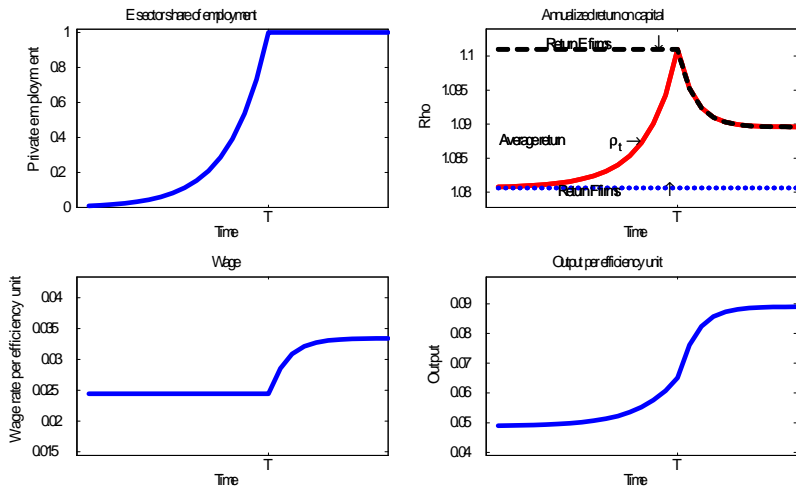 E sector share of employment
Private employment
1
0.8
0.6
0.4
0.2
0
T
Time
Annualized return on capital
Rho
1.1
1.095
1.09
1.085
1.08
Return E firms ↓
Average return
ρt →
Return F firms ↑
T
Time
Wage
Wage rate per efficiency unit
0.04
0.035
0.03
0.025
0.02
0.015
T
Time
Output per efficiency unit
Output
0.09
0.08
0.07
0.06
0.05
0.04
T
Time